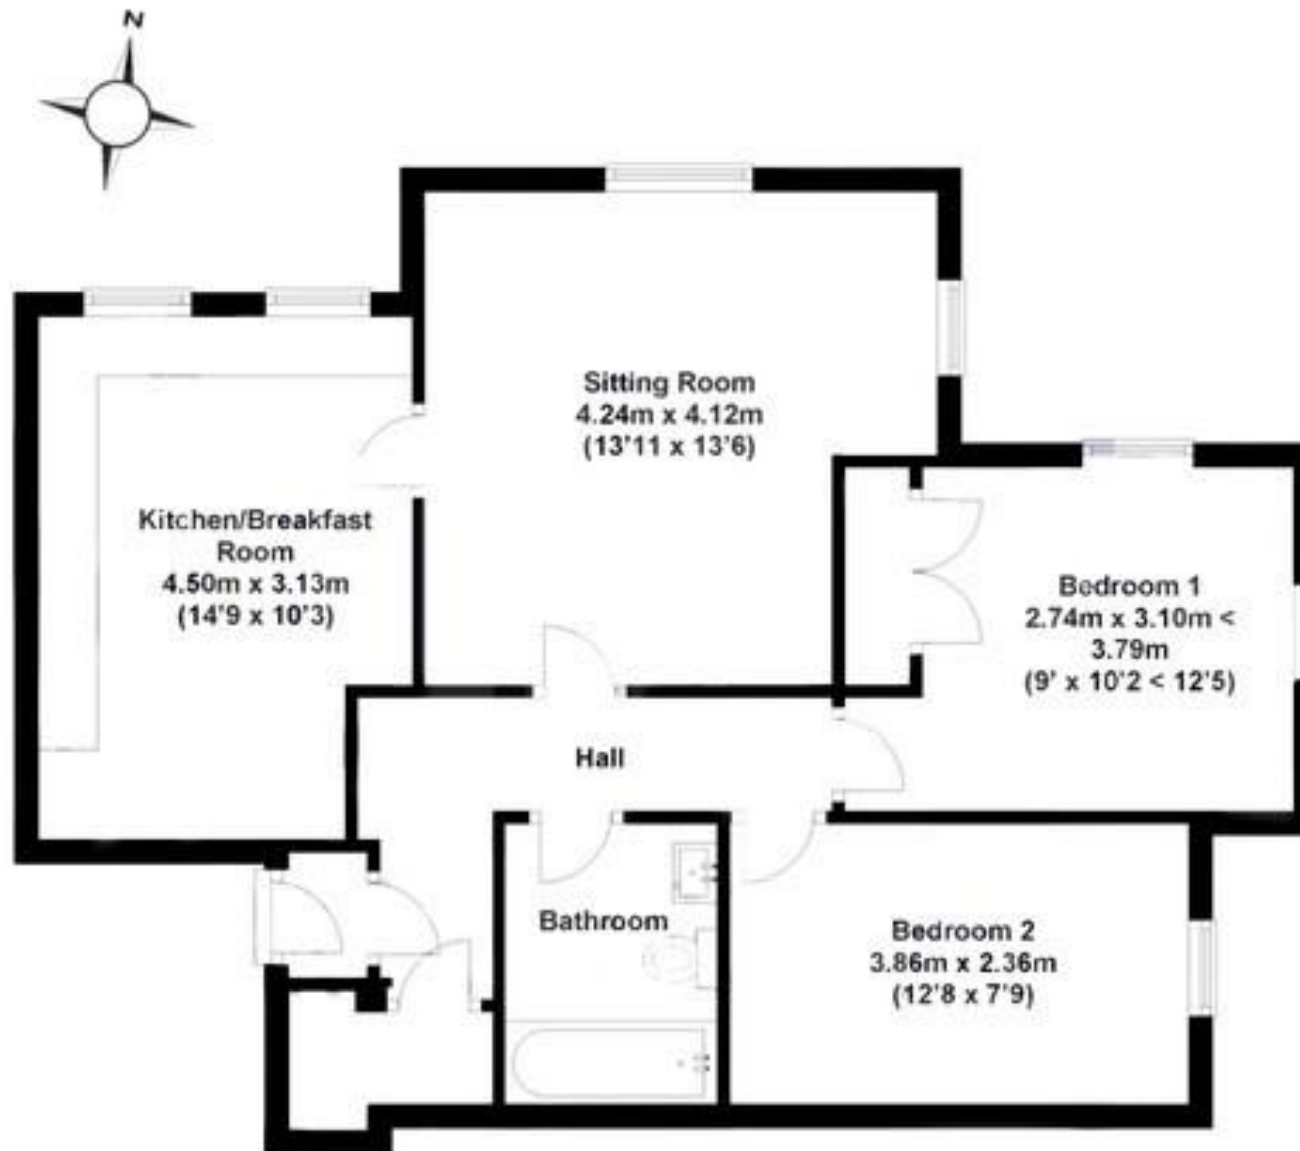 N
Sitting Room
4.24m x 4.12m
(13'11 x 13'6)
Kitchen/Breakfast
Room
4.50m x 3.13m
(14'9 x 10'3)
Bedroom 1
2.74m x 3.10m <
3.79m
(9' x 10'2 < 12'5)
Hall
Bathroom
Bedroom 2
3.86m x 2.36m
(12'8 x 7'9)